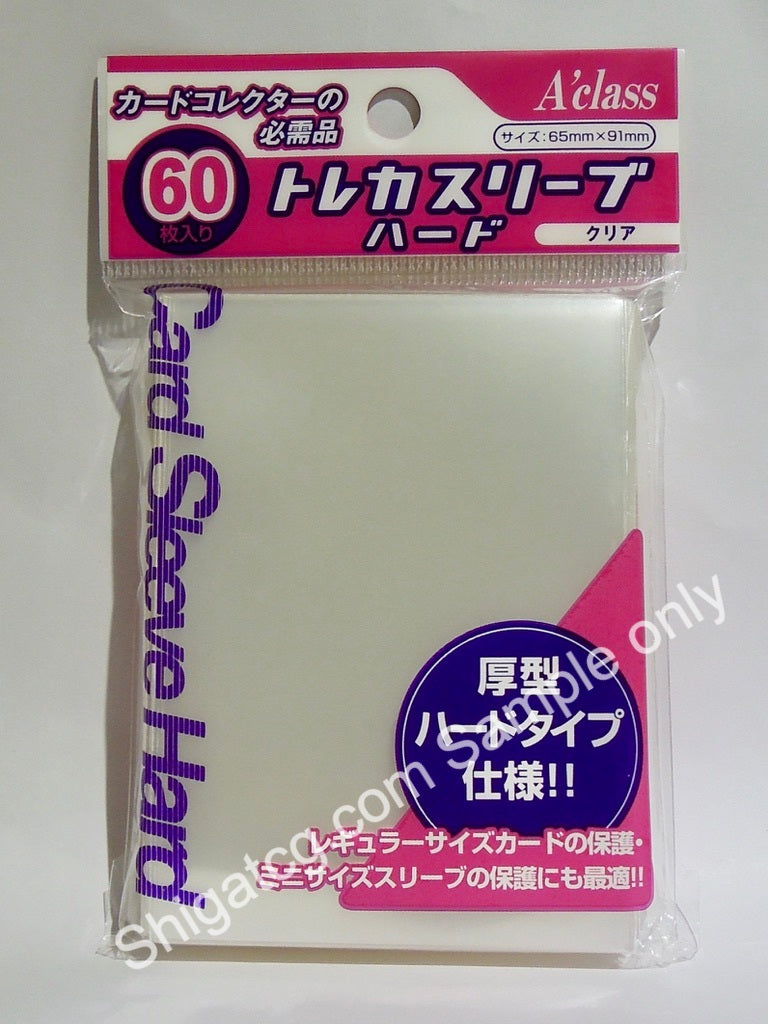 カードコレクターの
必需品
A'class
サイズ:65mm×91mm
60
枚入り
トレカスリーブ
ハード
クリア
Card Sleeve Hard
厚型
ハードタイプ
仕様!!
レギュラーサイズカードの保護・
ミニサイズスリーブの保護にも最適!!
Shigatcg com Sample only